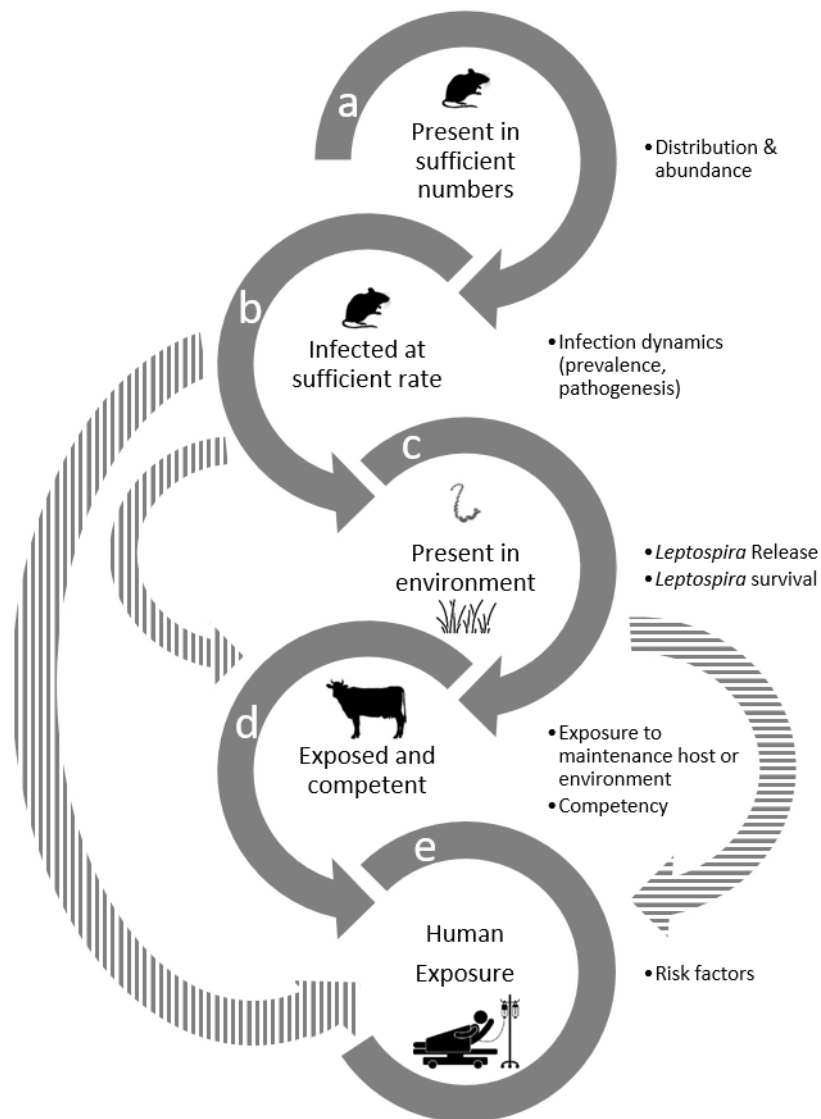 a
Present in
sufficient
numbers
•Distribution &
abundance
b
Infected at
sufficient rate
•Infection dynamics
(prevalence,
pathogenesis)
c
Present in
environment
•Leptospira Release
•Leptospira survival
d
Exposed and
competent
•Exposure to
maintenance host or
environment
•Competency
e
Human
Exposure
•Risk factors